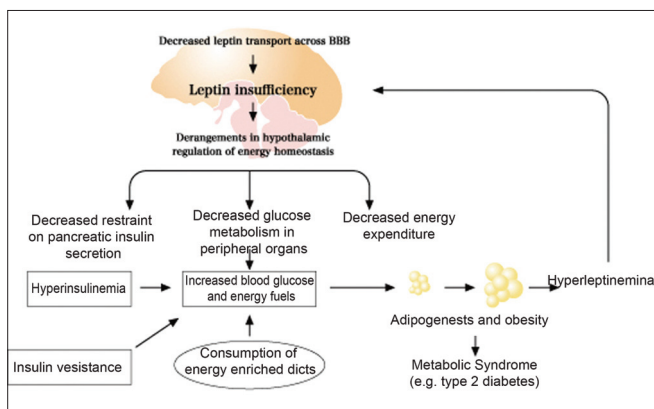 Decreased leptin transport across BBB
Leptin insufficiency
Derangements in hypothalamic
regulation of energy homeostasis
Decreased restraint
on pancreatic insulin
secretion
Decreased glucose
metabolism in
peripheral organs
Decreased energy
expenditure
Hyperinsulinemia
Increased blood glucose
and energy fuels
Hyperleptinemina
Adipogenests and obesity
Insulin vesistance
Consumption of
energy enriched dicts
Metabolic Syndrome
(e.g. type 2 diabetes)